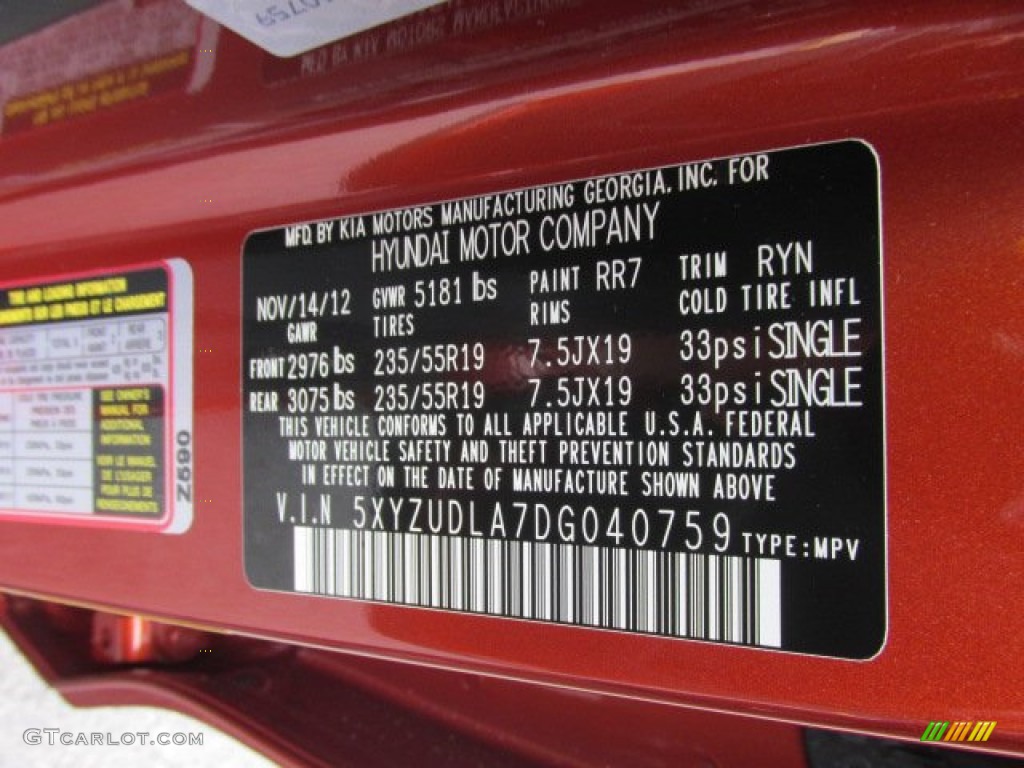 MFD. BY KIA MOTORS MANUFACTURING GEORGIA, INC. FOR
HYUNDAI MOTOR COMPANY
NOV/14/12 GVWR 5181 lbs PAINT RR7 TRIM RYN
GAWR TIRES RIMS COLD TIRE INFL
FRONT 2976 lbs 235/55R19 7.5JX19 33psi SINGLE
REAR 3075 lbs 235/55R19 7.5JX19 33psi SINGLE
THIS VEHICLE CONFORMS TO ALL APPLICABLE U.S.A. FEDERAL
MOTOR VEHICLE SAFETY AND THEFT PREVENTION STANDARDS
IN EFFECT ON THE DATE OF MANUFACTURE SHOWN ABOVE
V.I.N 5XYZUDLA7DG040759 TYPE:MPV
TIRE AND LOADING INFORMATION
SEE OWNER'S
MANUAL FOR
ADDITIONAL
INFORMATION
VOIR LE MANUEL
DE L'USAGER
POUR PLUS DE
Z690
GTCARLOT.COM